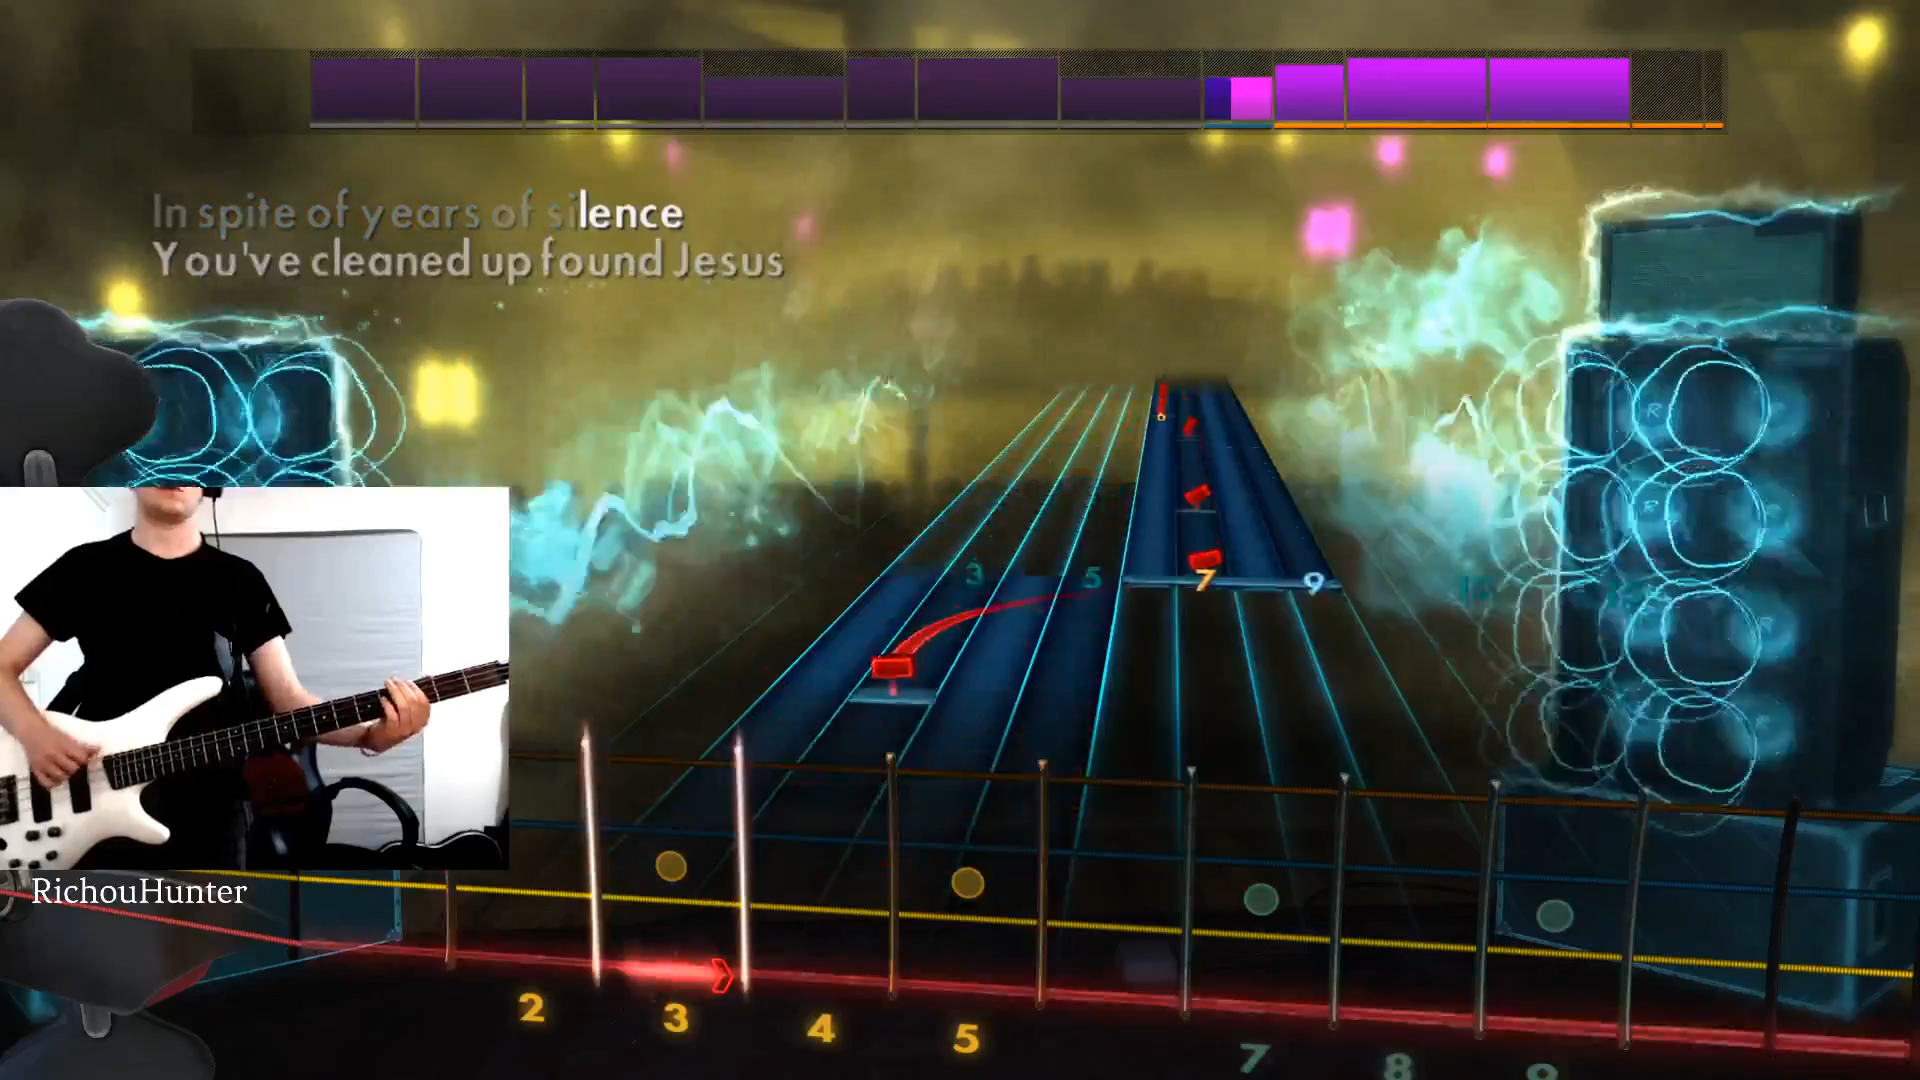 In spite of years of silence
You've cleaned up found Jesus
3 5 7 9
RichouHunter
2 3 4 5 7 8 9